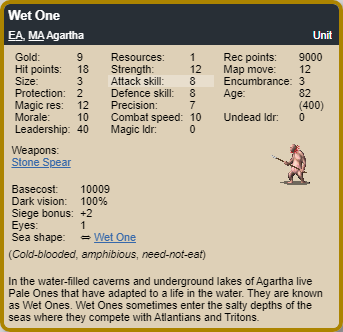 Wet One
EA, MA Agartha Unit
Gold: 9 Resources: 1 Rec points: 9000
Hit points: 18 Strength: 12 Map move: 12
Size: 3 Attack skill: 8 Encumbrance: 3
Protection: 2 Defence skill: 8 Age: 82
Magic res: 12 Precision: 7 (400)
Morale: 10 Combat speed: 10 Undead ldr: 0
Leadership: 40 Magic ldr: 0
Weapons:
Stone Spear
Basecost: 10009
Dark vision: 100%
Siege bonus: +2
Eyes: 1
Sea shape: ⇔ Wet One
(Cold-blooded, amphibious, need-not-eat)
In the water-filled caverns and underground lakes of Agartha live
Pale Ones that have adapted to a life in the water. They are known
as Wet Ones. Wet Ones sometimes enter the salty depths of the
seas where they compete with Atlantians and Tritons.